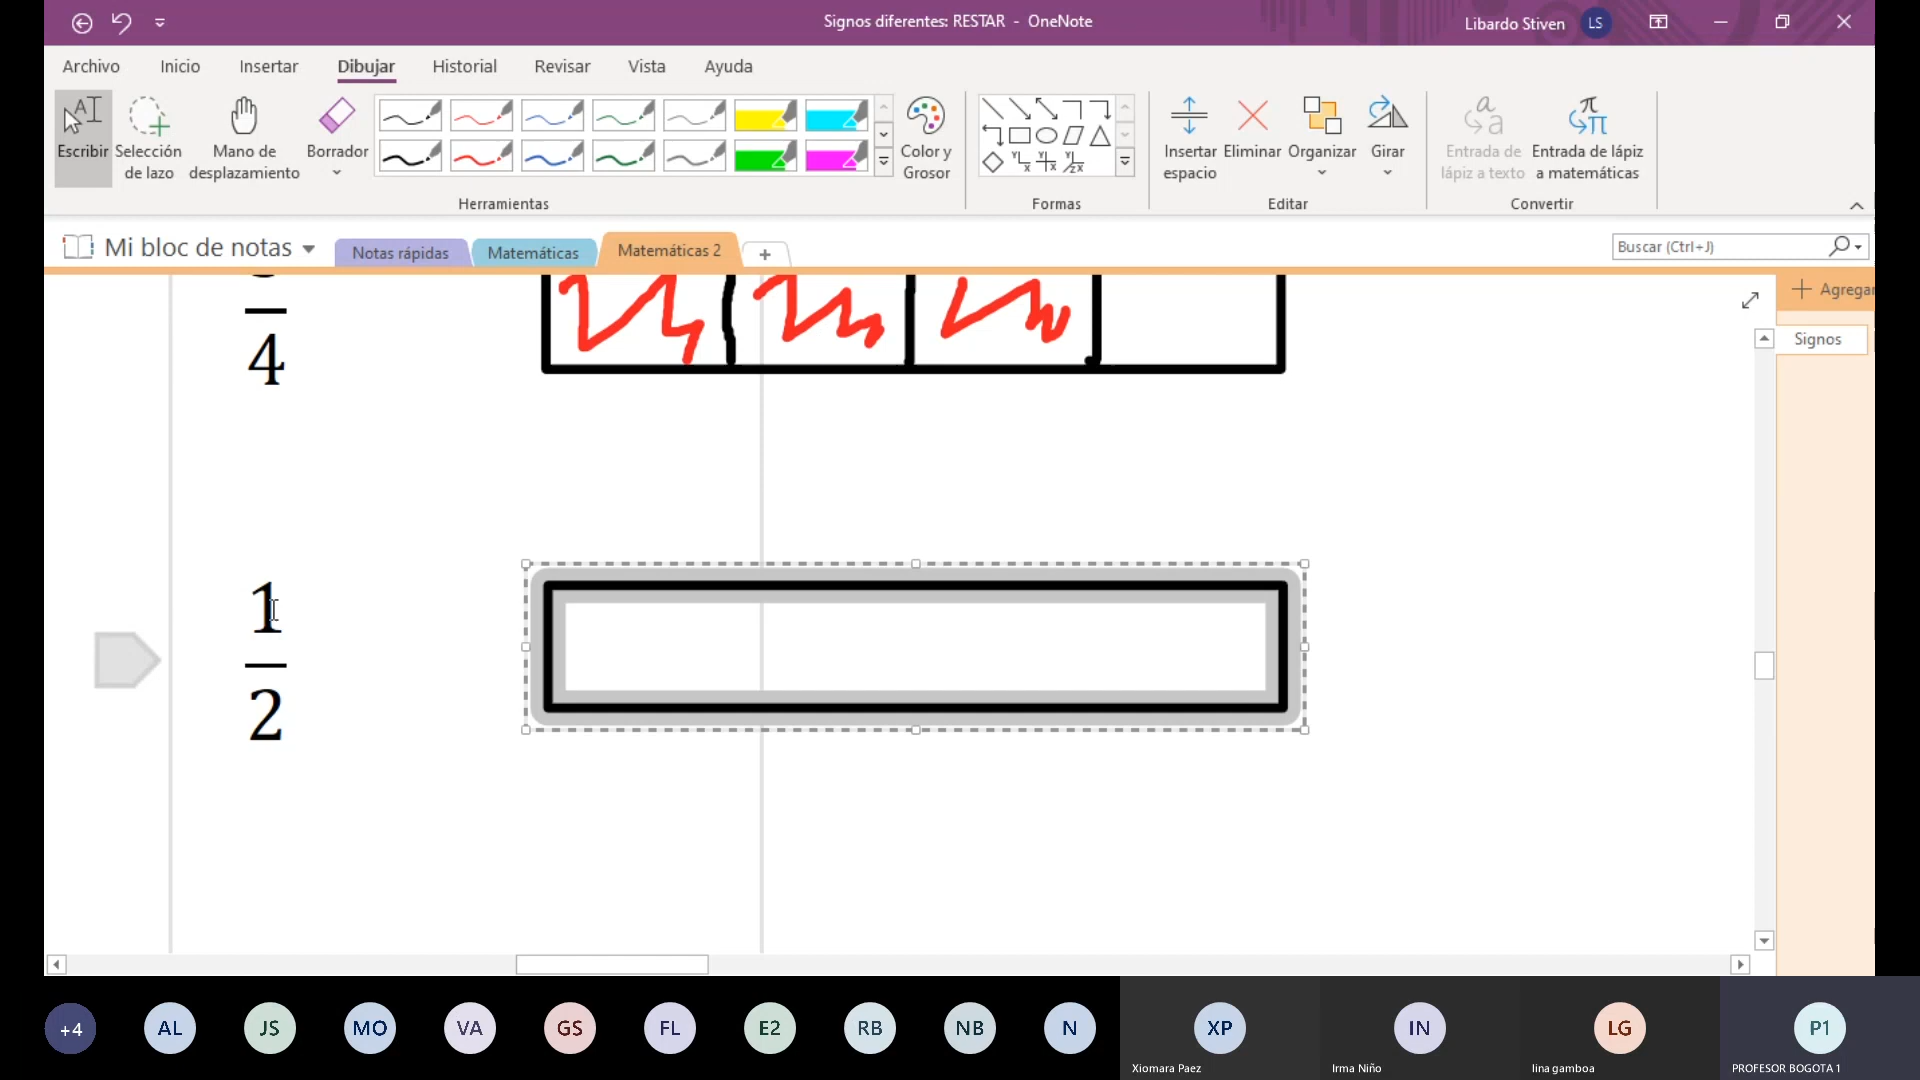 Signos diferentes: RESTAR - OneNote
Libardo Stiven
LS
Archivo
Inicio
Insertar
Dibujar
Historial
Revisar
Vista
Ayuda
Escribir
Selección
de lazo
Mano de
desplazamiento
Borrador
Color y
Grosor
Insertar
espacio
Eliminar
Organizar
Girar
Entrada de
lápiz a texto
Entrada de lápiz
a matemáticas
Herramientas
Formas
Editar
Convertir
Mi bloc de notas
Notas rápidas
Matemáticas
Matemáticas 2
+
Buscar (Ctrl+J)
Agregar
Signos
4
1
2
+4
AL
JS
MO
VA
GS
FL
E2
RB
NB
N
XP
Xiomara Paez
IN
Irma Niño
LG
lina gamboa
P1
PROFESOR BOGOTA 1